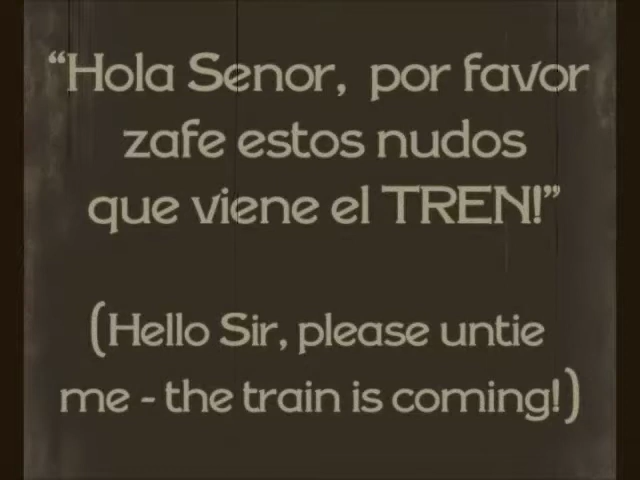 “Hola Senor, por favor
zafe estos nudos
que viene el TREN!”
(Hello Sir, please untie
me - the train is coming!)